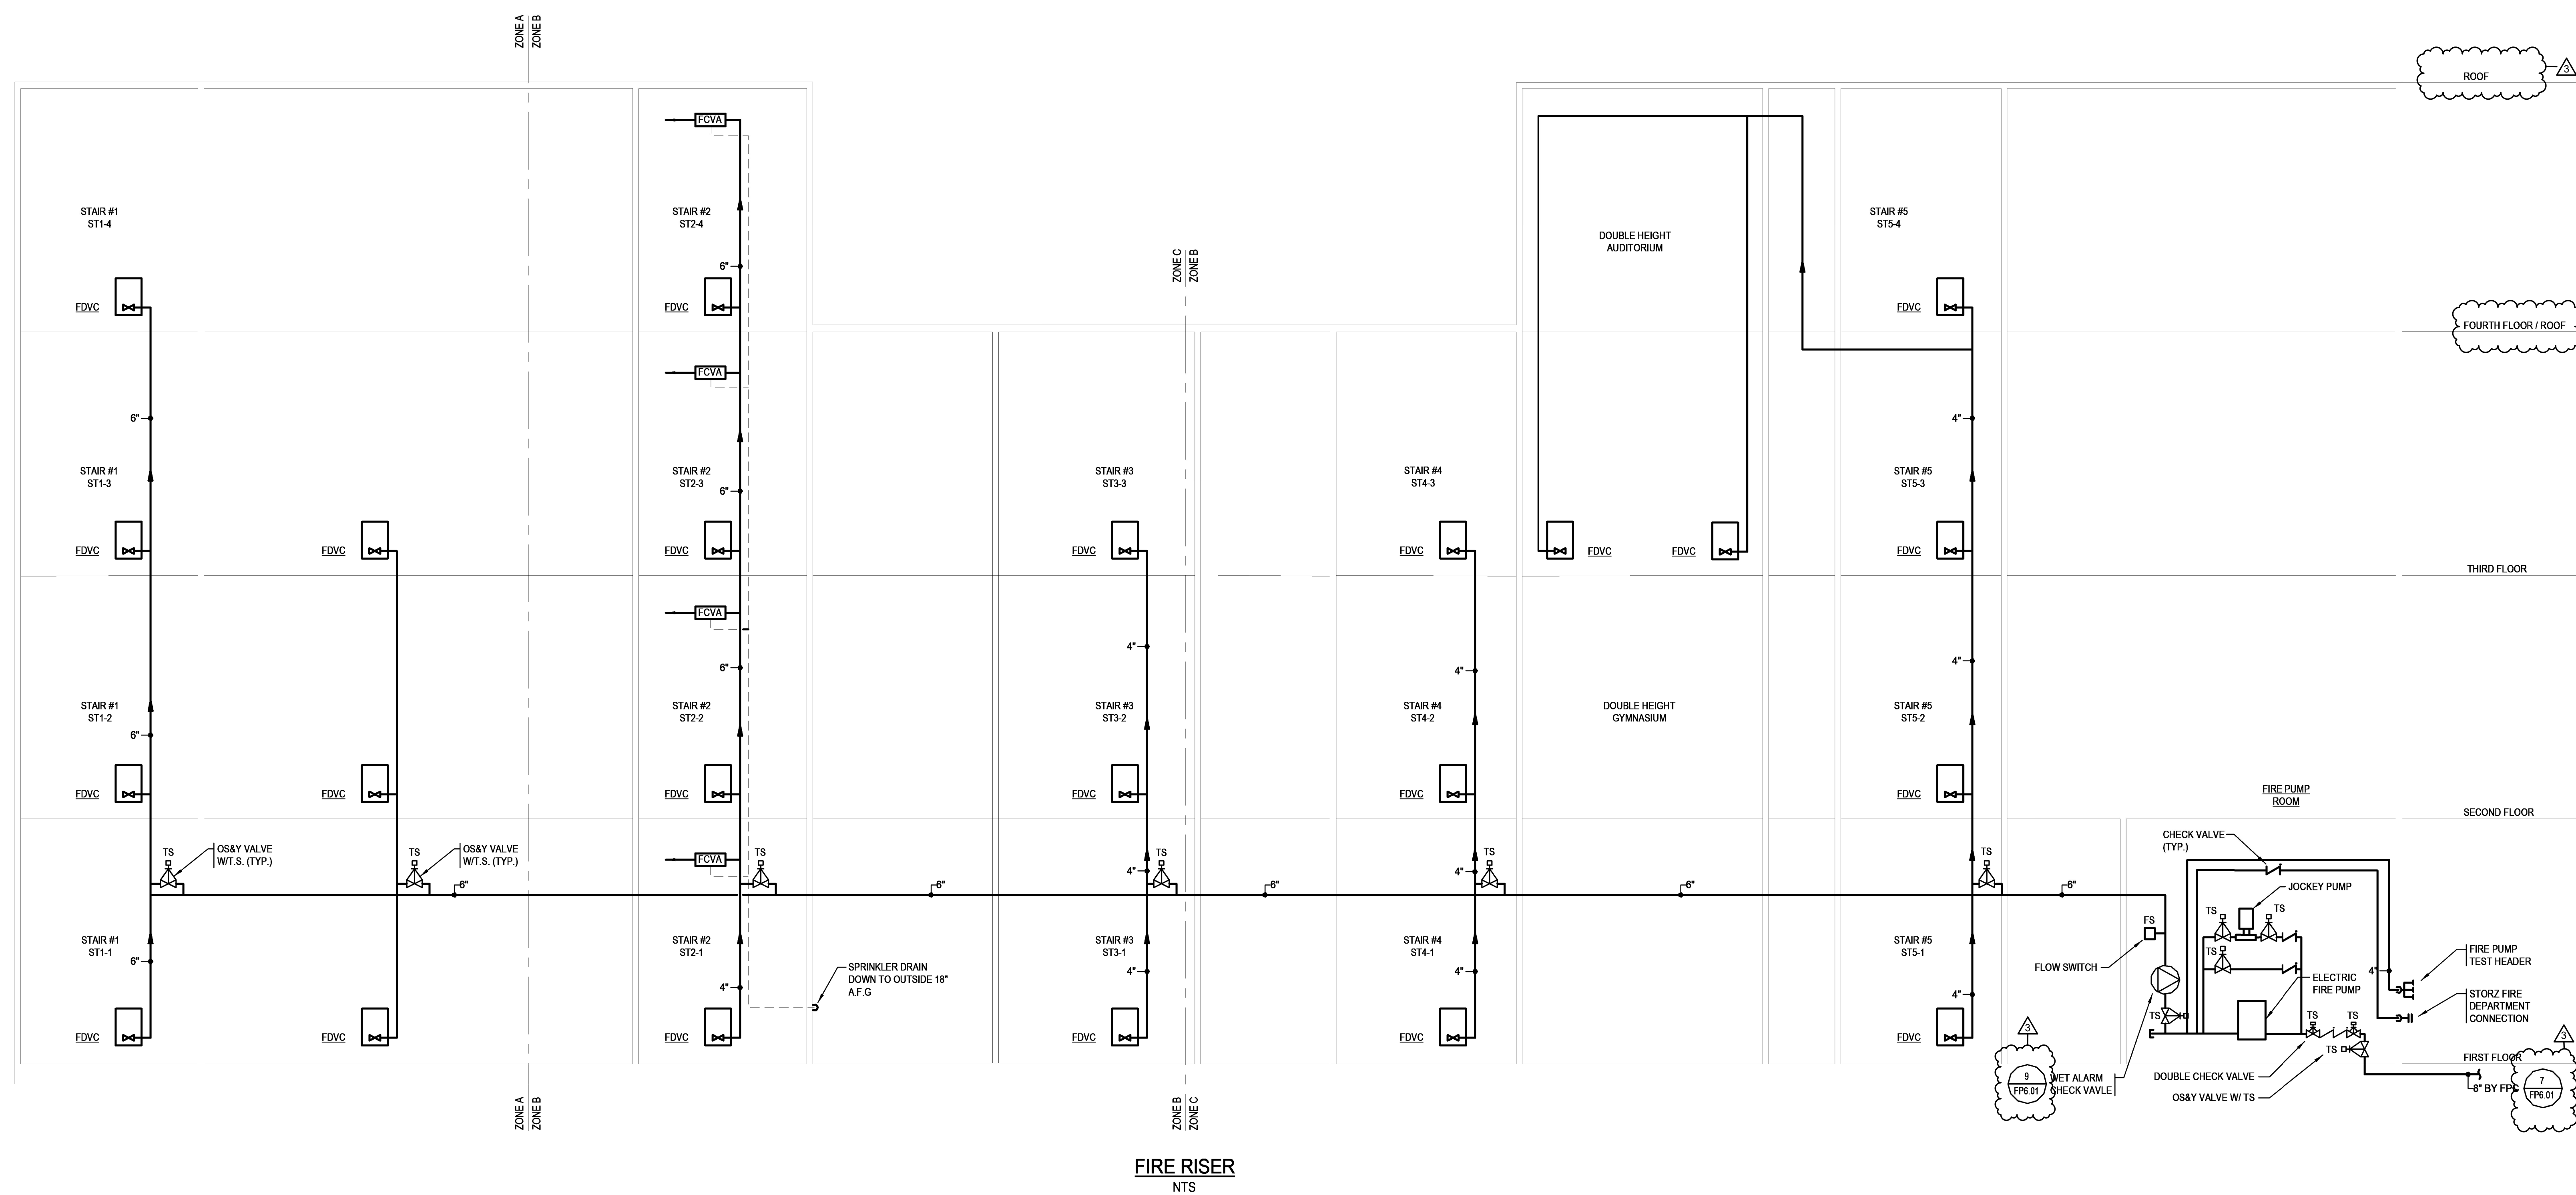 ZONE A
ZONE B
ROOF
3
FCVA
STAIR #1
ST1-4
STAIR #2
ST2-4
STAIR #5
ST5-4
DOUBLE HEIGHT
AUDITORIUM
ZONE C
ZONE B
6"
FDVC
FDVC
FDVC
FOURTH FLOOR / ROOF
FCVA
6"
4"
STAIR #1
ST1-3
STAIR #2
ST2-3
STAIR #3
ST3-3
STAIR #4
ST4-3
STAIR #5
ST5-3
6"
FDVC
FDVC
FDVC
FDVC
FDVC
FDVC
FDVC
FDVC
THIRD FLOOR
FCVA
6"
4"
4"
4"
STAIR #1
ST1-2
STAIR #2
ST2-2
STAIR #3
ST3-2
STAIR #4
ST4-2
DOUBLE HEIGHT
GYMNASIUM
STAIR #5
ST5-2
6"
FDVC
FDVC
FDVC
FDVC
FDVC
FDVC
FIRE PUMP
ROOM
SECOND FLOOR
TS
OS&Y VALVE
W/T.S. (TYP.)
TS
OS&Y VALVE
W/T.S. (TYP.)
FCVA
TS
TS
TS
TS
4"
4"
6"
6"
6"
6"
6"
CHECK VALVE
(TYP.)
JOCKEY PUMP
TS
TS
FS
TS
STAIR #1
ST1-1
STAIR #2
ST2-1
STAIR #3
ST3-1
STAIR #4
ST4-1
STAIR #5
ST5-1
6"
4"
4"
4"
4"
SPRINKLER DRAIN
DOWN TO OUTSIDE 18"
A.F.G
FLOW SWITCH
ELECTRIC
FIRE PUMP
4"
FIRE PUMP
TEST HEADER
STORZ FIRE
DEPARTMENT
CONNECTION
TS
TS
TS
TS
FDVC
FDVC
FDVC
FDVC
FDVC
FDVC
3
3
FIRST FLOOR
9
FP6.01
WET ALARM
CHECK VAVLE
DOUBLE CHECK VALVE
OS&Y VALVE W/ TS
8" BY FPC
7
FP6.01
ZONE A
ZONE B
ZONE B
ZONE C
FIRE RISER
NTS